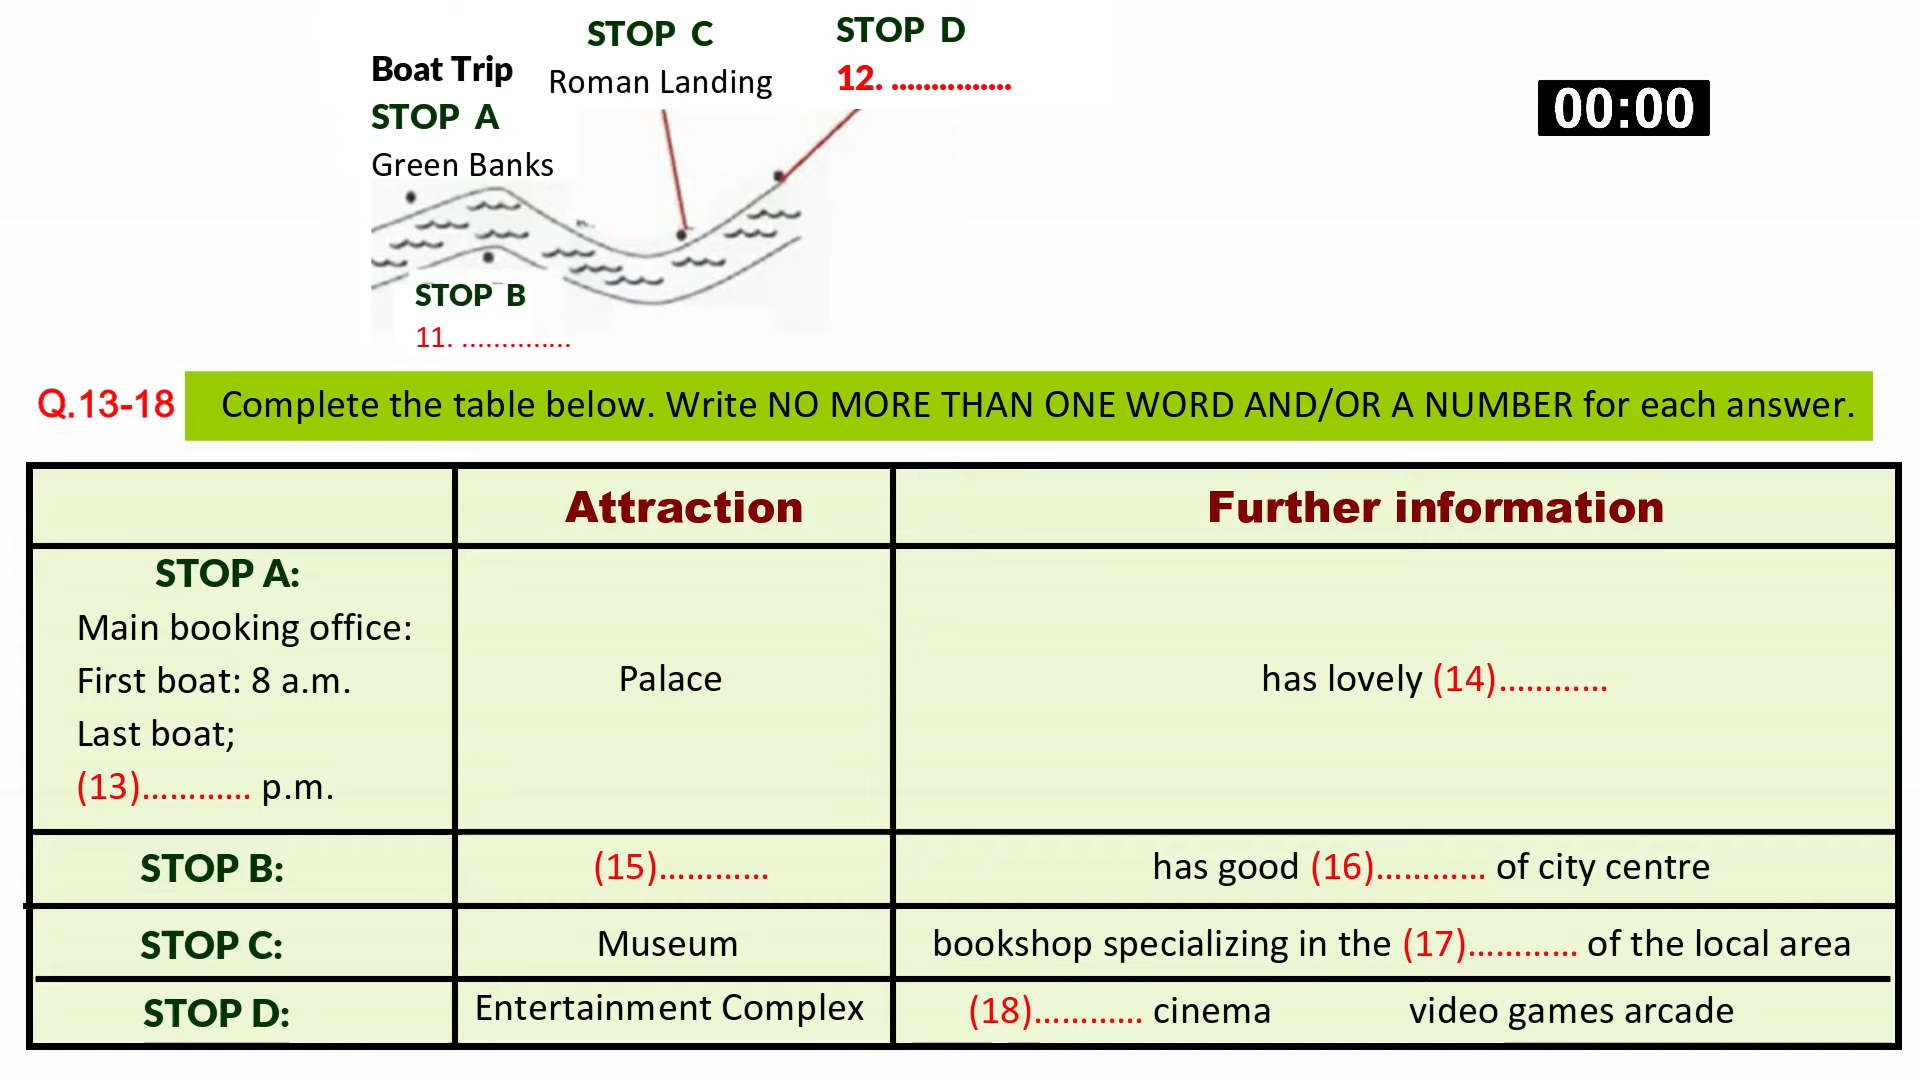 Boat Trip
STOP A
Green Banks
STOP C
Roman Landing
STOP D
12. ...............
STOP B
11. ..............
00:00
Q.13-18 Complete the table below. Write NO MORE THAN ONE WORD AND/OR A NUMBER for each answer.
Attraction
Further information
STOP A:
Main booking office:
First boat: 8 a.m.
Last boat;
(13)............ p.m.
Palace
has lovely (14)............
STOP B:
(15)............
has good (16)............ of city centre
STOP C:
Museum
bookshop specializing in the (17)............ of the local area
STOP D:
Entertainment Complex
(18)............ cinema video games arcade